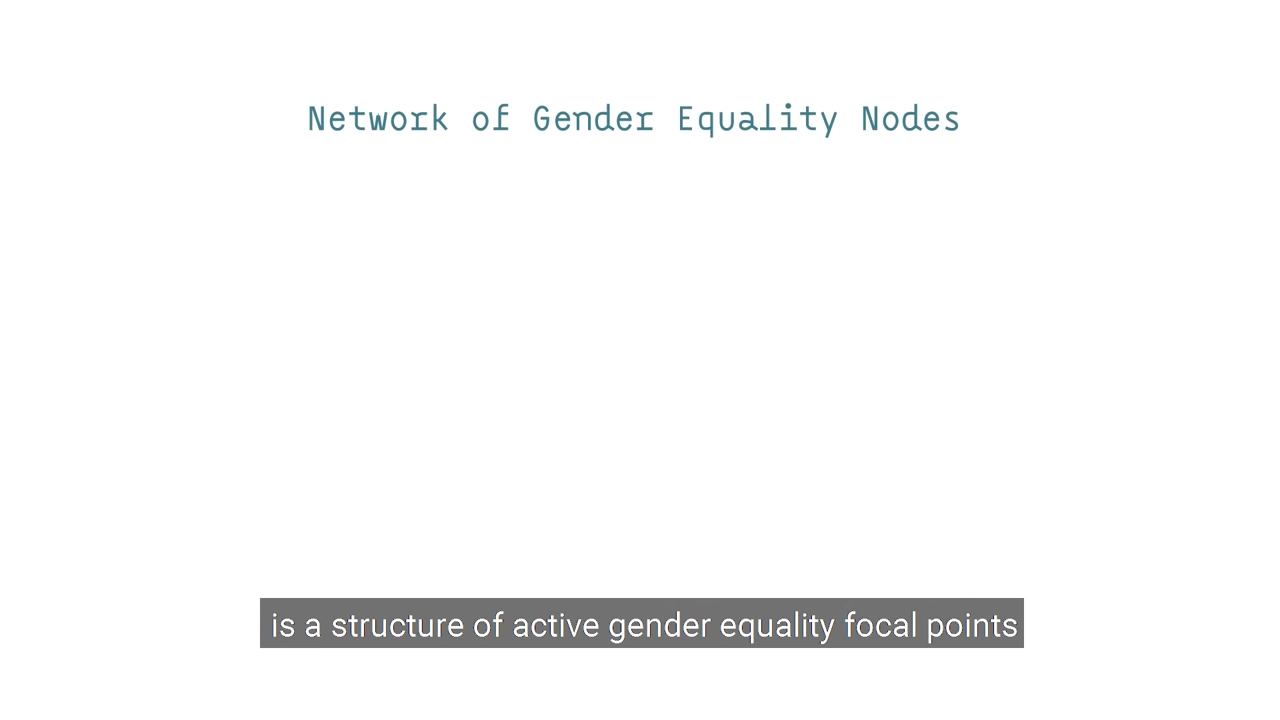 Network of Gender Equality Nodes
is a structure of active gender equality focal points